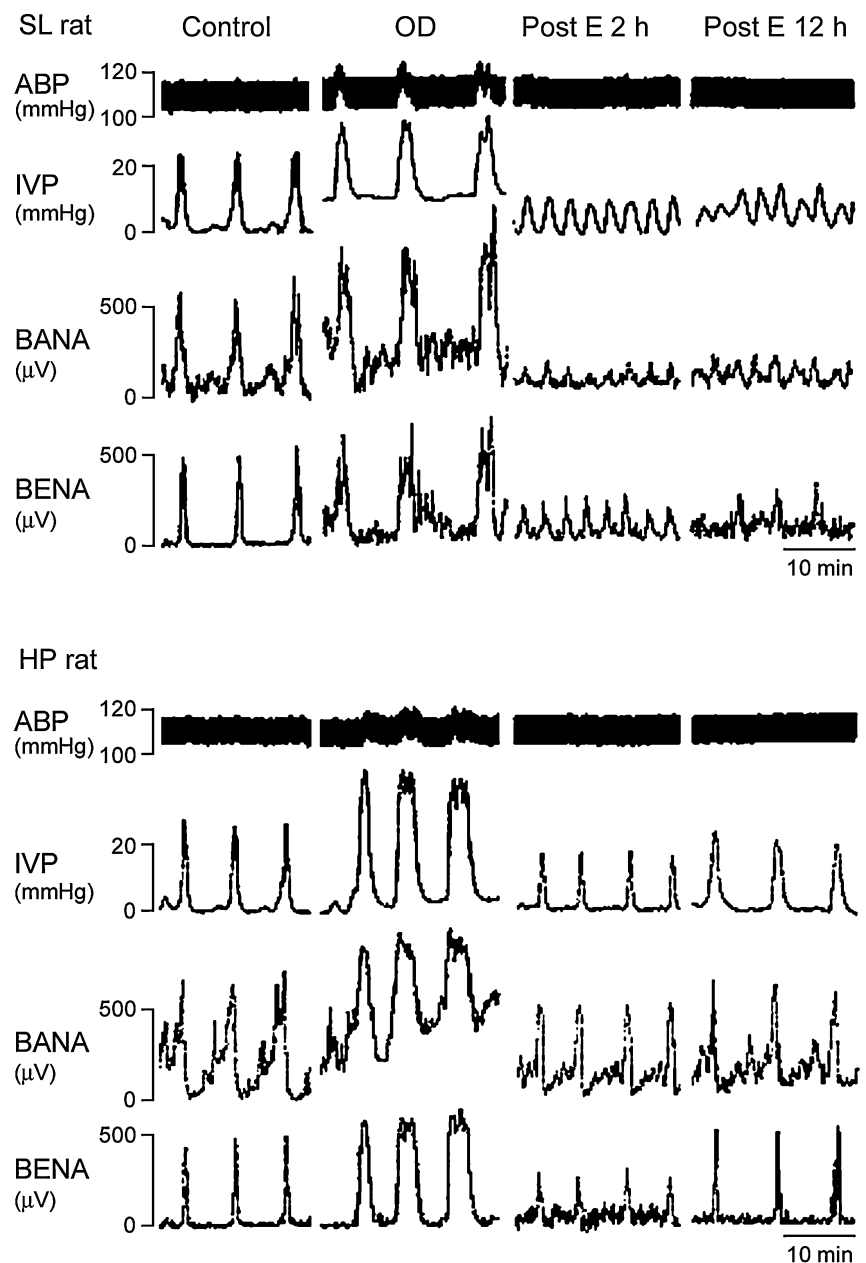 SL rat Control OD Post E 2 h Post E 12 h
ABP
(mmHg)
120
100
IVP
(mmHg)
20
0
BANA
(µV)
500
0
BENA
(µV)
500
0
10 min
HP rat
ABP
(mmHg)
120
100
IVP
(mmHg)
20
0
BANA
(µV)
500
0
BENA
(µV)
500
0
10 min